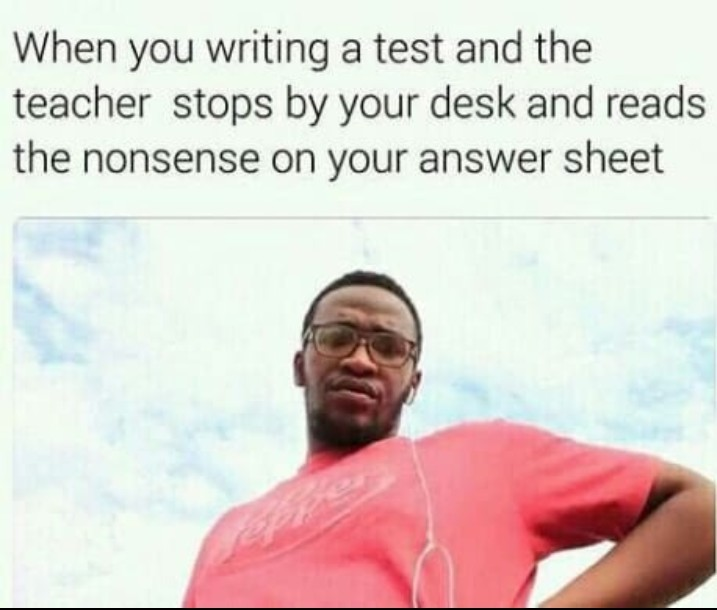 When you writing a test and the
teacher stops by your desk and reads
the nonsense on your answer sheet